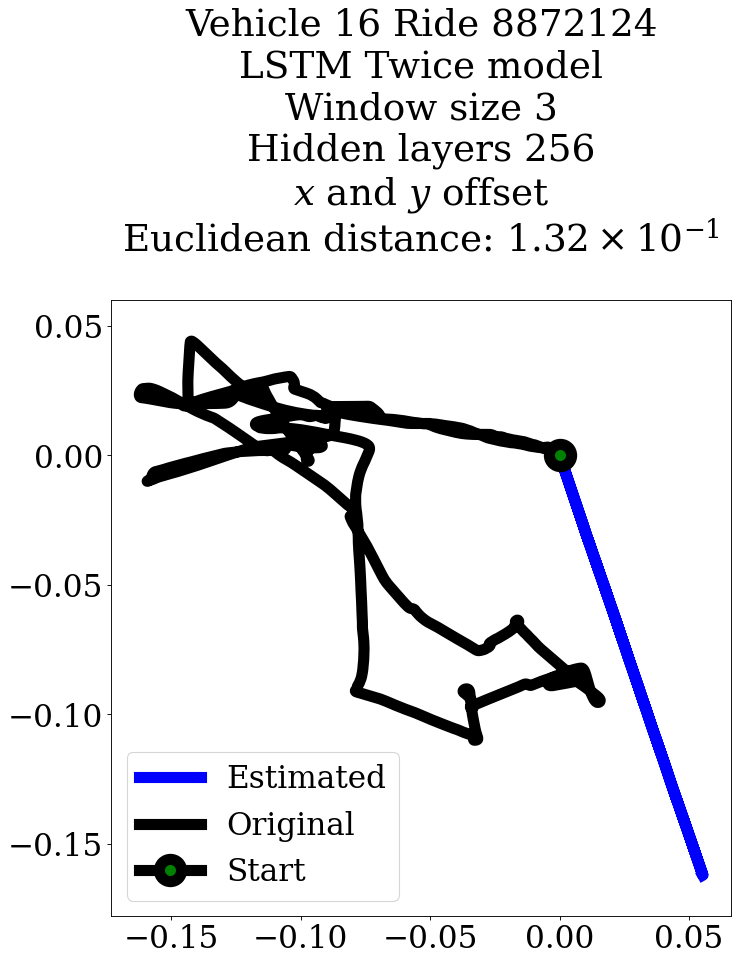 Vehicle 16 Ride 8872124
LSTM Twice model
Window size 3
Hidden layers 256
x and y offset
Euclidean distance: 1.32 × 10⁻¹
0.05
0.00
−0.05
−0.10
−0.15
Estimated
Original
Start
−0.15 −0.10 −0.05 0.00 0.05